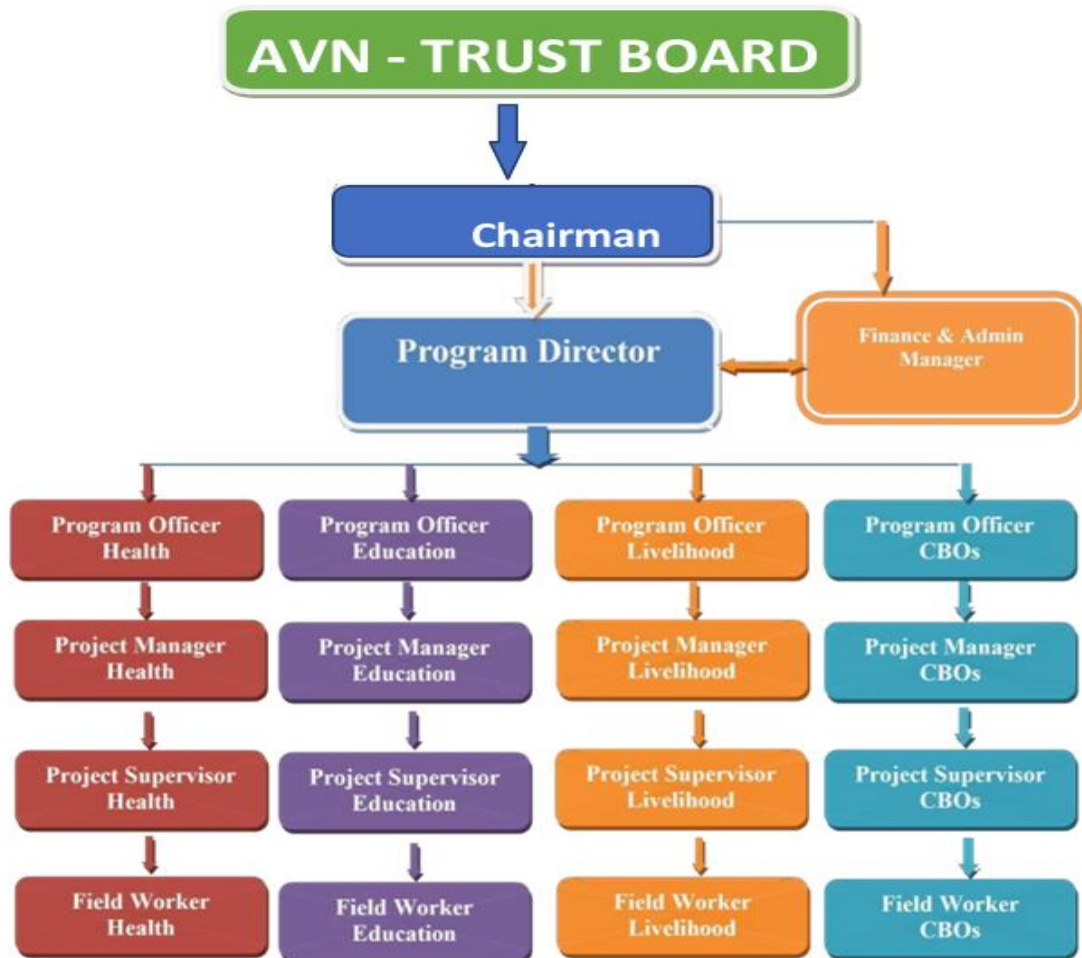 AVN - TRUST BOARD
Chairman
Program Director
Finance & Admin
Manager
Program Officer
Health
Program Officer
Education
Program Officer
Livelihood
Program Officer
CBOs
Project Manager
Health
Project Manager
Education
Project Manager
Livelihood
Project Manager
CBOs
Project Supervisor
Health
Project Supervisor
Education
Project Supervisor
Livelihood
Project Supervisor
CBOs
Field Worker
Health
Field Worker
Education
Field Worker
Livelihood
Field Worker
CBOs